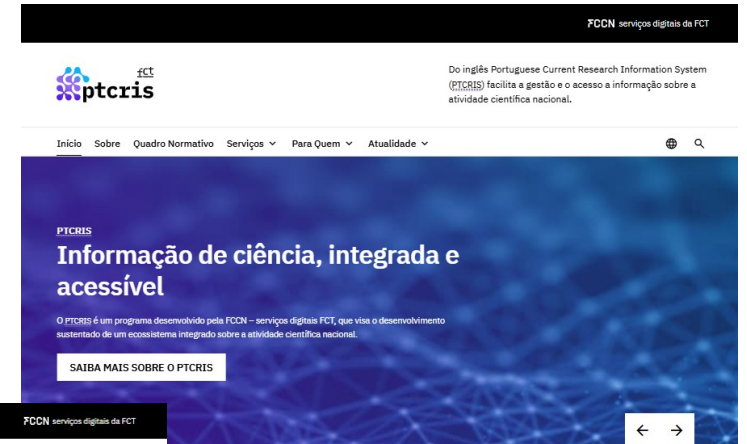 FCCN serviços digitais da FCT
fct
ptcris
Do inglês Portuguese Current Research Information System
(PTCRIS) facilita a gestão e o acesso a informação sobre a
atividade científica nacional.
Início Sobre Quadro Normativo Serviços Para Quem Atualidade
PTCRIS
Informação de ciência, integrada e
acessível
O PTCRIS é um programa desenvolvido pela FCCN – serviços digitais FCT, que visa o desenvolvimento
sustentado de um ecossistema integrado sobre a atividade científica nacional.
SAIBA MAIS SOBRE O PTCRIS
FCCN serviços digitais da FCT